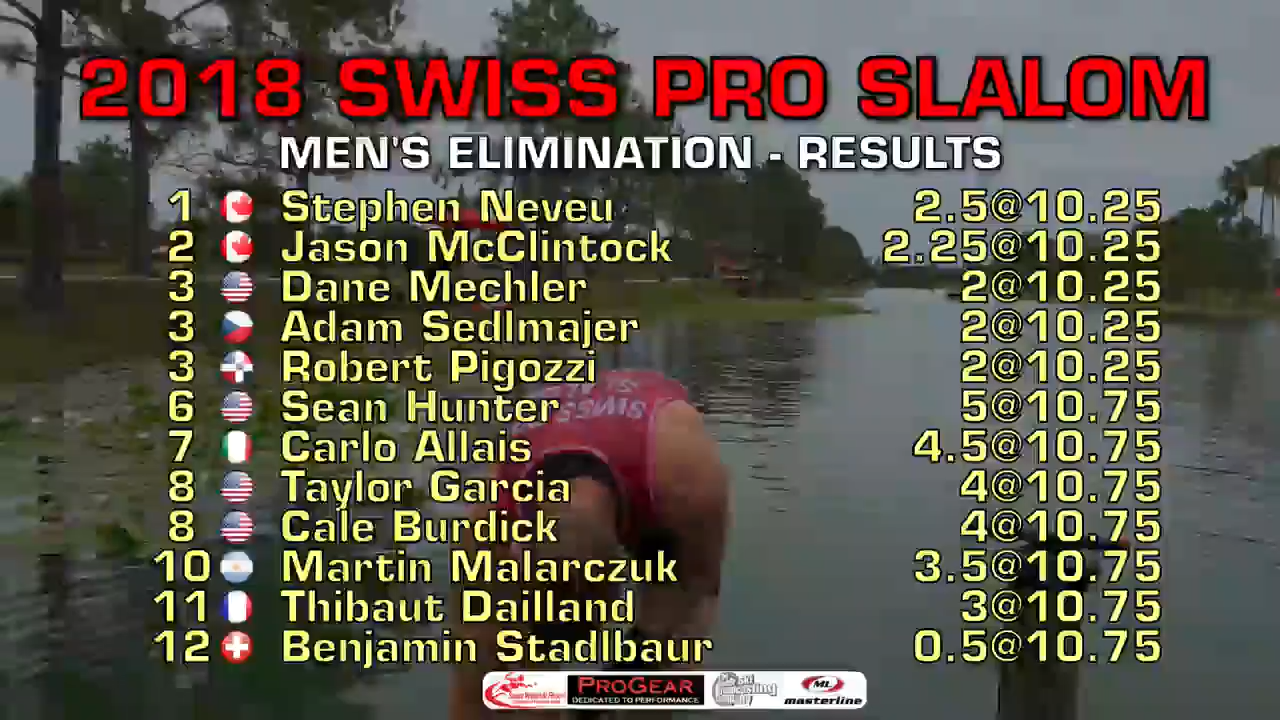 2018 SWISS PRO SLALOM
MEN'S ELIMINATION - RESULTS
1 Stephen Neveu 2.5@10.25
2 Jason McClintock 2.25@10.25
3 Dane Mechler 2@10.25
3 Adam Sedlmajer 2@10.25
3 Robert Pigozzi 2@10.25
6 Sean Hunter 5@10.75
7 Carlo Allais 4.5@10.75
8 Taylor Garcia 4@10.75
8 Cale Burdick 4@10.75
10 Martin Malarczuk 3.5@10.75
11 Thibaut Dailland 3@10.75
12 Benjamin Stadlbaur 0.5@10.75
SWISS
PROGEAR
DEDICATED TO PERFORMANCE
ML
masterline